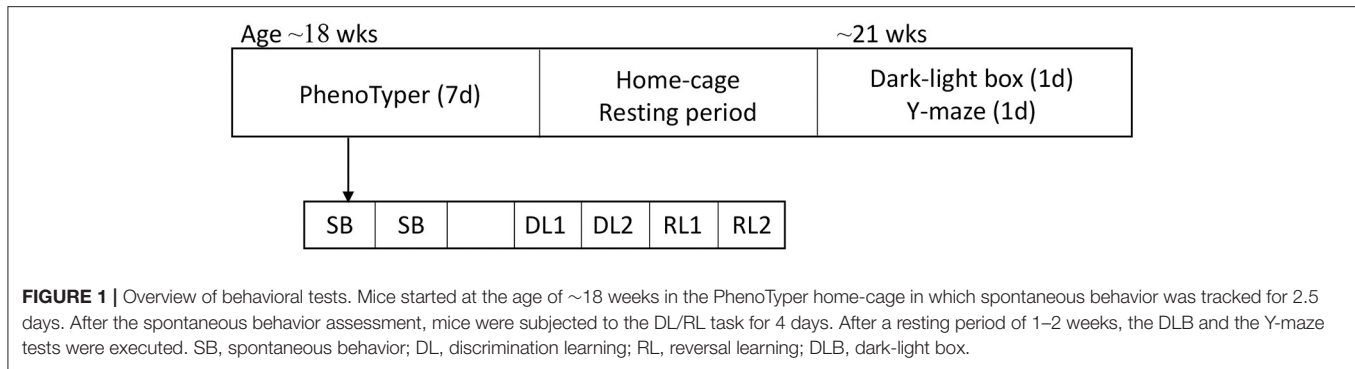 Age ~18 wks
~21 wks
PhenoTyper (7d)
Home-cage
Resting period
Dark-light box (1d)
Y-maze (1d)
SB SB DL1 DL2 RL1 RL2
FIGURE 1 | Overview of behavioral tests. Mice started at the age of ~18 weeks in the PhenoTyper home-cage in which spontaneous behavior was tracked for 2.5
days. After the spontaneous behavior assessment, mice were subjected to the DL/RL task for 4 days. After a resting period of 1–2 weeks, the DLB and the Y-maze
tests were executed. SB, spontaneous behavior; DL, discrimination learning; RL, reversal learning; DLB, dark-light box.